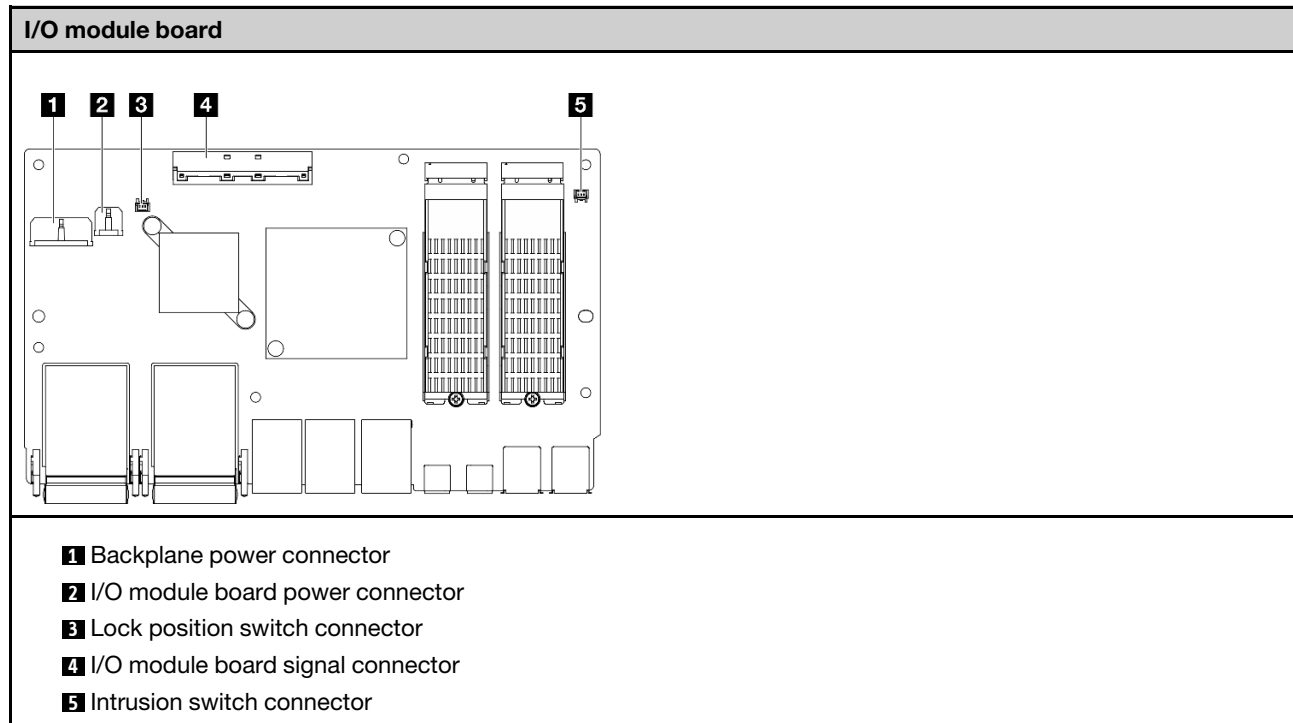 I/O module board
1 2 3 4 5
1 Backplane power connector
2 I/O module board power connector
3 Lock position switch connector
4 I/O module board signal connector
5 Intrusion switch connector